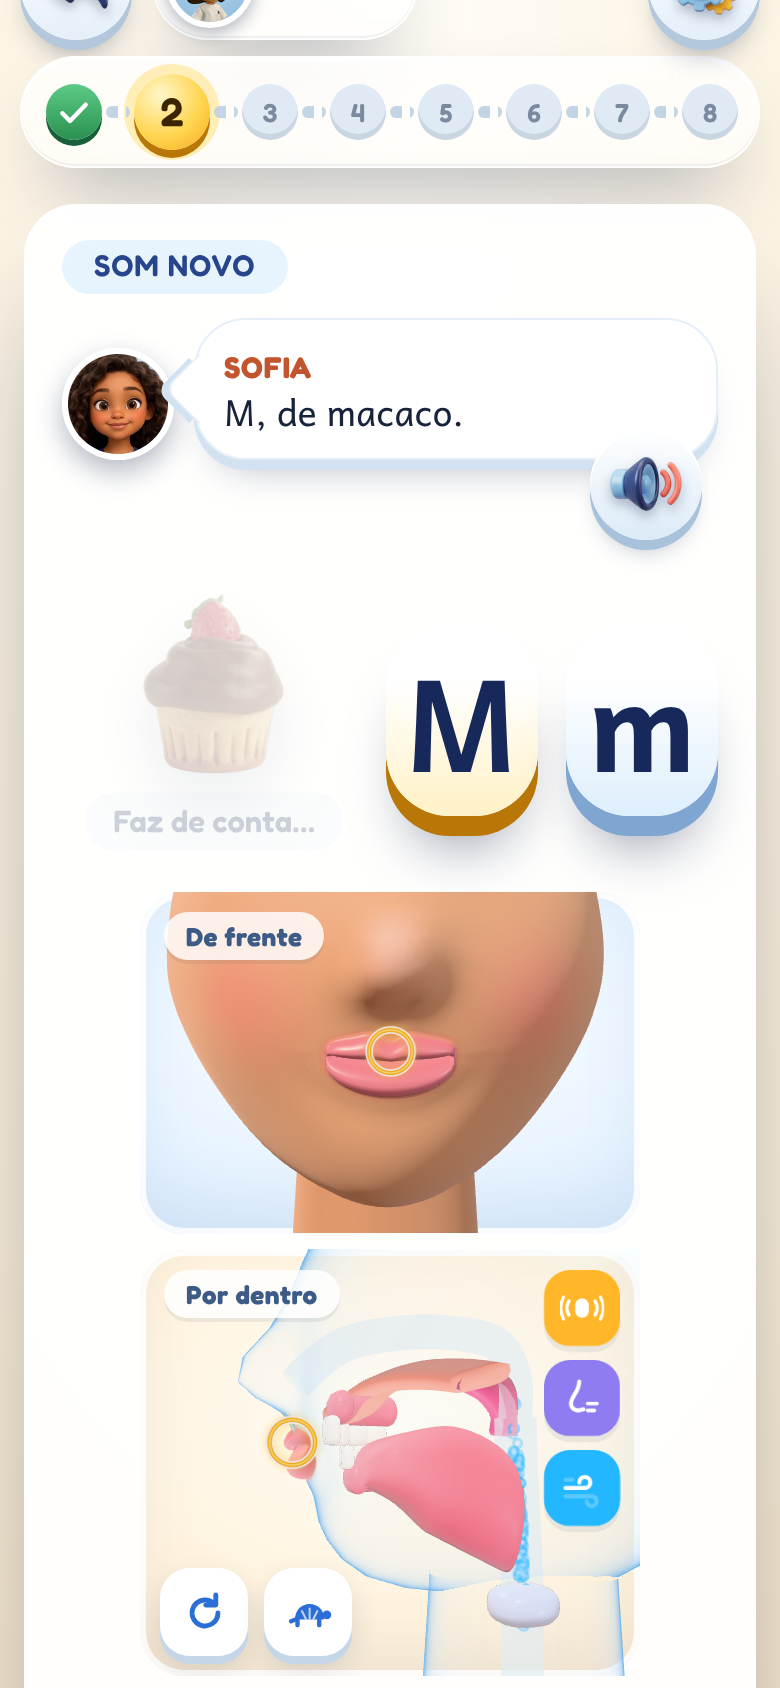 2
3
4
5
6
7
8
SOM NOVO
SOFIA
M, de macaco.
M
m
Faz de conta...
De frente
Por dentro